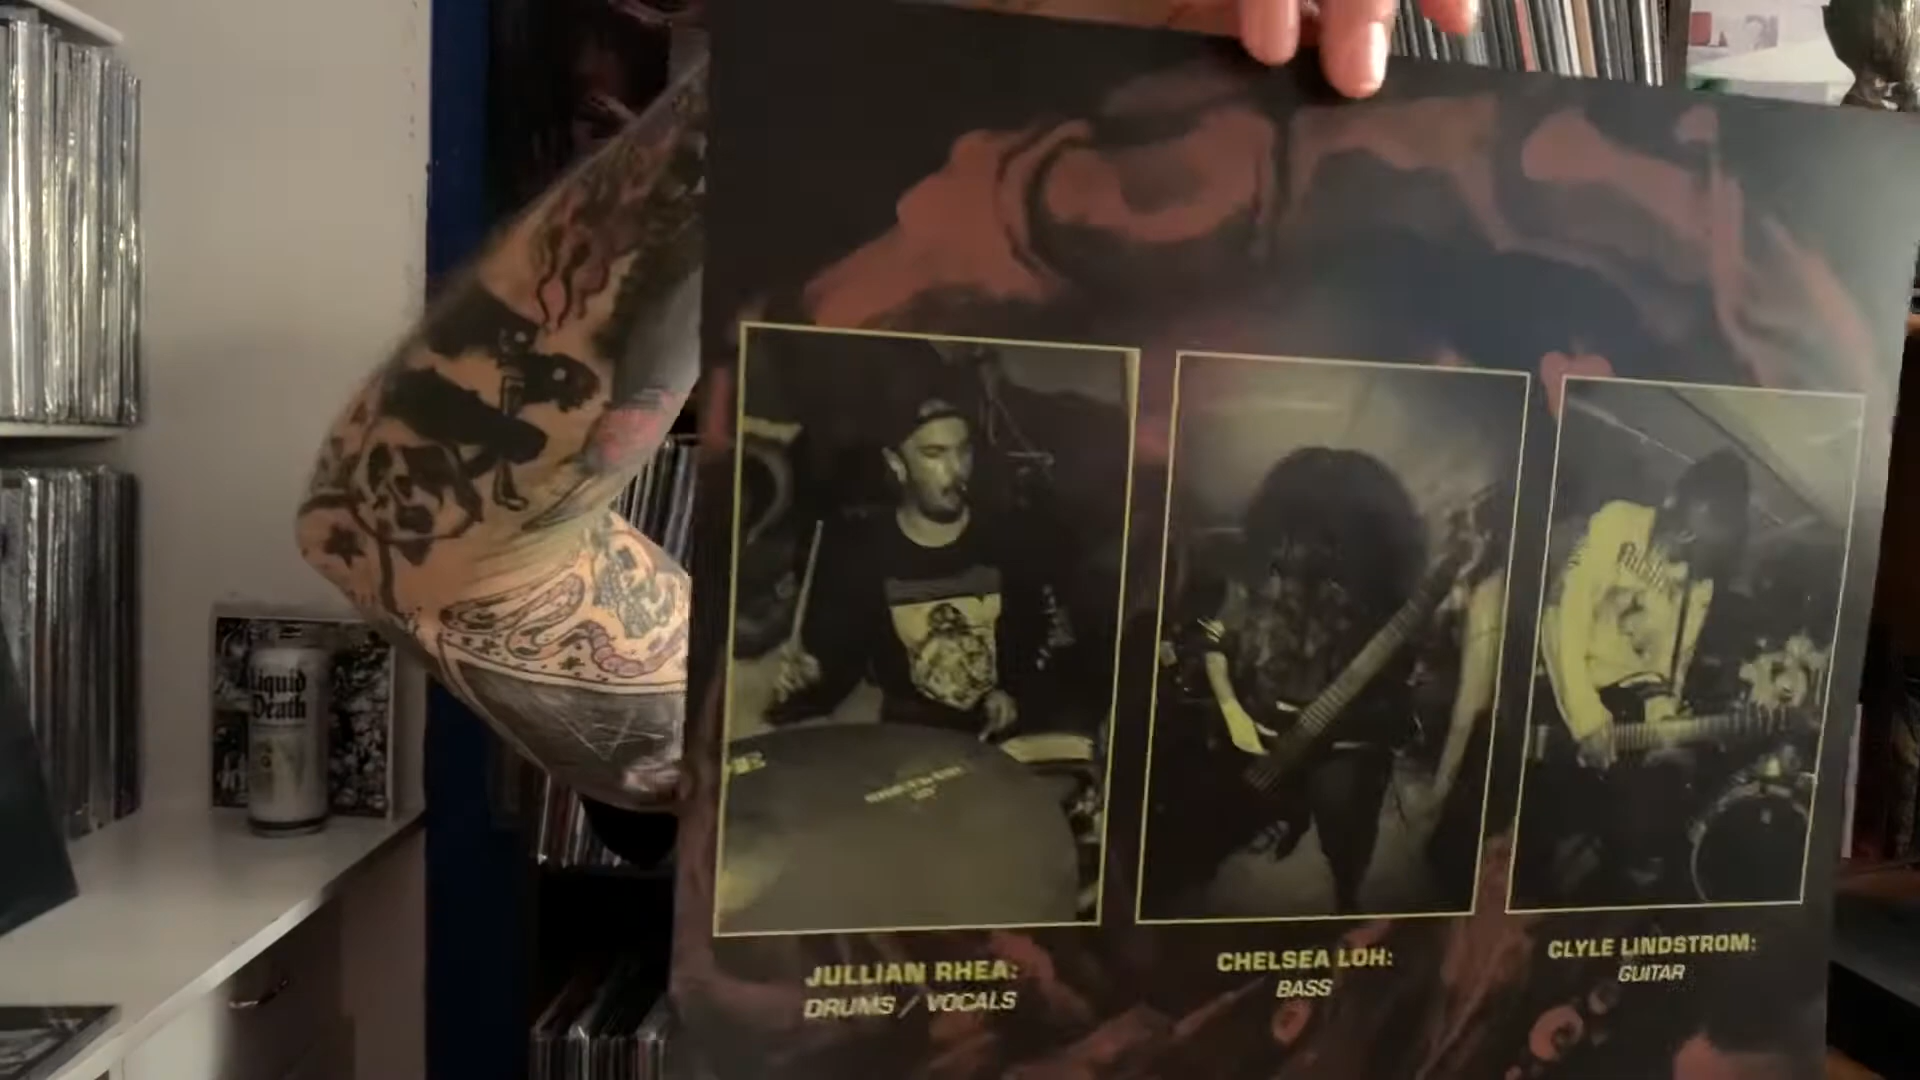 Liquid
Death
JULLIAN RHEA:
DRUMS / VOCALS
CHELSEA LOH:
BASS
CLYLE LINDSTROM:
GUITAR